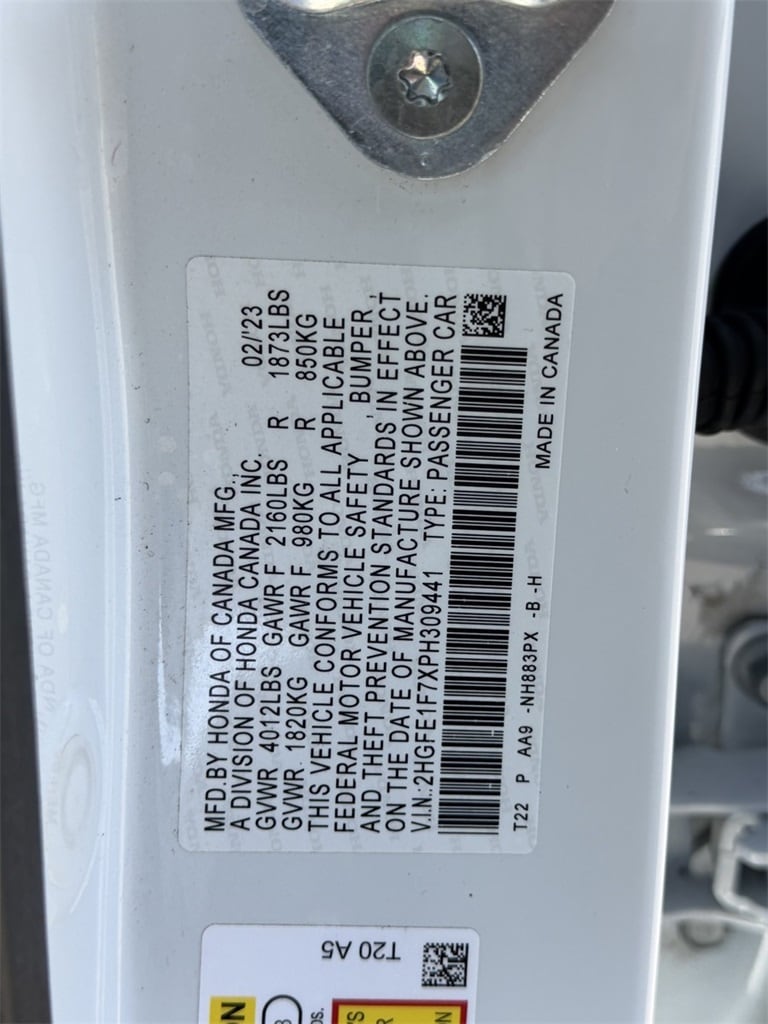 MFD.BY HONDA OF CANADA MFG.,
A DIVISION OF HONDA CANADA INC. 02/'23
GVWR 4012LBS GAWR F 2160LBS R 1873LBS
GVWR. 1820KG GAWR F 980KG R 850KG
THIS VEHICLE CONFORMS TO ALL APPLICABLE
FEDERAL MOTOR VEHICLE SAFETY , BUMPER ,
AND THEFT PREVENTION STANDARDS IN EFFECT
ON THE DATE OF MANUFACTURE SHOWN ABOVE.
V.I.N.:2HGFE1F7XPH309441 TYPE: PASSENGER CAR
T22 P AA9 -NH883PX -B -H MADE IN CANADA
T20 A5